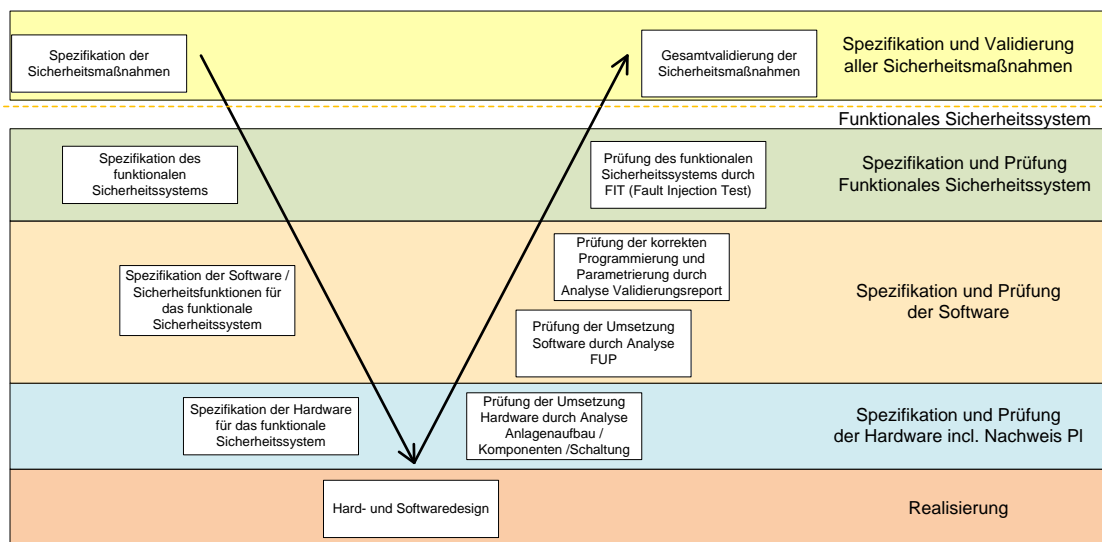 Spezifikation der
Sicherheitsmaßnahmen
Gesamtvalidierung der
Sicherheitsmaßnahmen
Spezifikation und Validierung
aller Sicherheitsmaßnahmen
Funktionales Sicherheitssystem
Spezifikation des
funktionalen
Sicherheitssystems
Prüfung des funktionalen
Sicherheitssystems durch
FIT (Fault Injection Test)
Spezifikation und Prüfung
Funktionales Sicherheitssystem
Spezifikation der Software /
Sicherheitsfunktionen für
das funktionale
Sicherheitssystem
Prüfung der korrekten
Programmierung und
Parametrierung durch
Analyse Validierungsreport
Prüfung der Umsetzung
Software durch Analyse
FUP
Spezifikation und Prüfung
der Software
Spezifikation der Hardware
für das funktionale
Sicherheitssystem
Prüfung der Umsetzung
Hardware durch Analyse
Anlagenaufbau /
Komponenten /Schaltung
Spezifikation und Prüfung
der Hardware incl. Nachweis Pl
Hard- und Softwaredesign
Realisierung